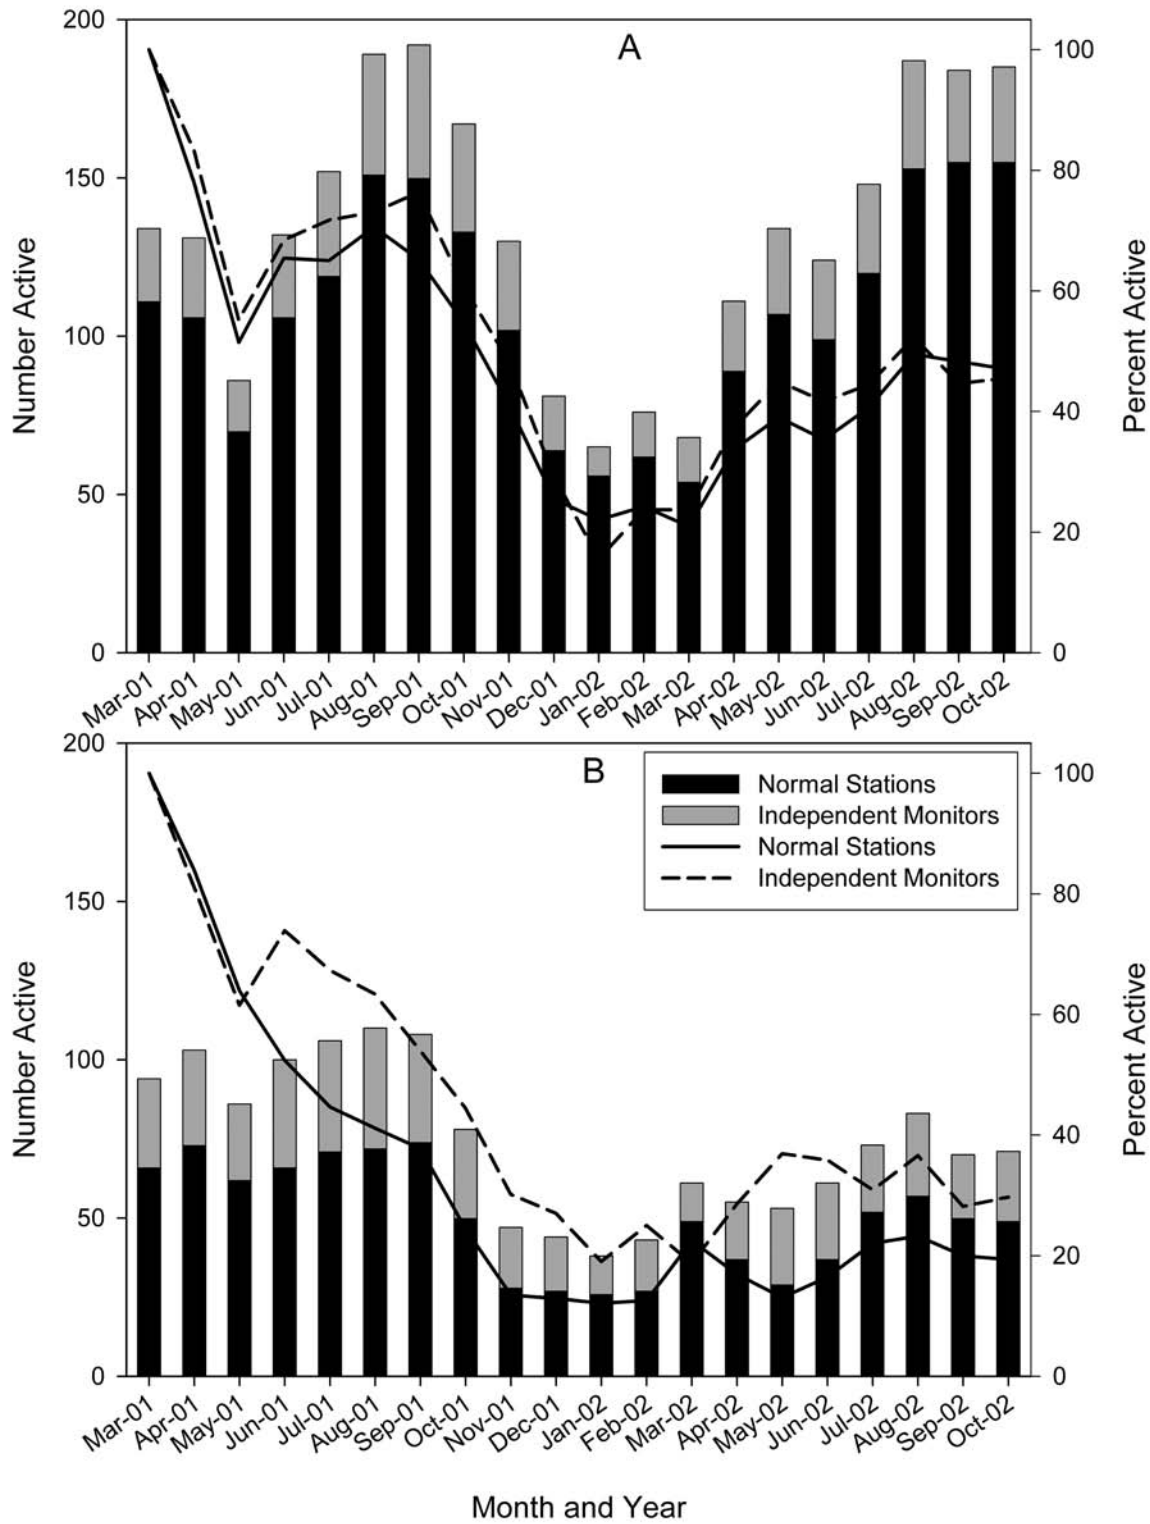 A
200
150
100
50
0
Number Active
100
80
60
40
20
0
Percent Active
Mar-01
Apr-01
May-01
Jun-01
Jul-01
Aug-01
Sep-01
Oct-01
Nov-01
Dec-01
Jan-02
Feb-02
Mar-02
Apr-02
May-02
Jun-02
Jul-02
Aug-02
Sep-02
Oct-02
B
Normal Stations
Independent Monitors
Normal Stations
Independent Monitors
200
150
100
50
0
Number Active
100
80
60
40
20
0
Percent Active
Mar-01
Apr-01
May-01
Jun-01
Jul-01
Aug-01
Sep-01
Oct-01
Nov-01
Dec-01
Jan-02
Feb-02
Mar-02
Apr-02
May-02
Jun-02
Jul-02
Aug-02
Sep-02
Oct-02
Month and Year